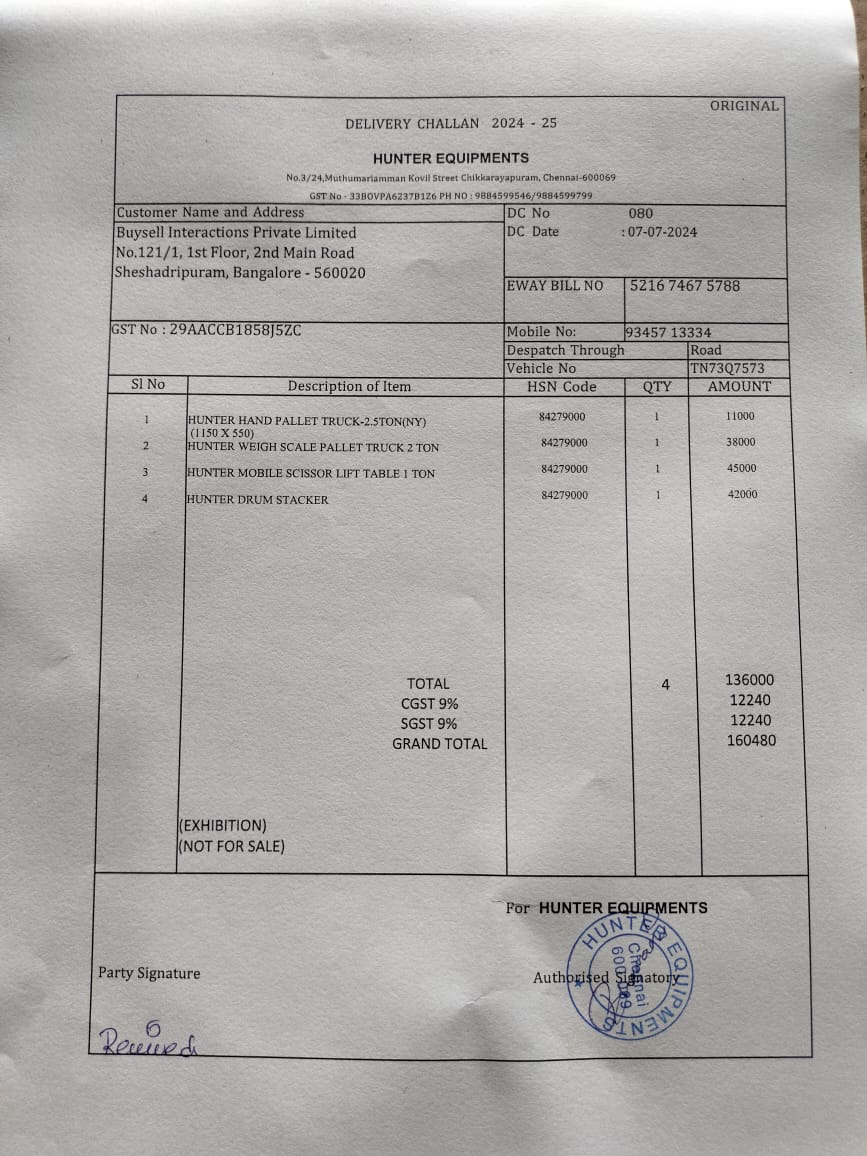 ORIGINAL
DELIVERY CHALLAN 2024 - 25
HUNTER EQUIPMENTS
No.3/24,Muthumariamman Kovil Street Chikkarayapuram, Chennai-600069
GST No - 33BOVPA6237B1Z6 PH NO : 9884599546/9884599799
Customer Name and Address
Buysell Interactions Private Limited
No.121/1, 1st Floor, 2nd Main Road
Sheshadripuram, Bangalore - 560020
GST No : 29AACCB1858J5ZC
DC No 080
DC Date : 07-07-2024
EWAY BILL NO 5216 7467 5788
Mobile No: 93457 13334
Despatch Through Road
Vehicle No TN73Q7573
Sl No Description of Item HSN Code QTY AMOUNT
1 HUNTER HAND PALLET TRUCK-2.5TON(NY) 84279000 1 11000
(1150 X 550)
2 HUNTER WEIGH SCALE PALLET TRUCK 2 TON 84279000 1 38000
3 HUNTER MOBILE SCISSOR LIFT TABLE 1 TON 84279000 1 45000
4 HUNTER DRUM STACKER 84279000 1 42000
TOTAL 4 136000
CGST 9% 12240
SGST 9% 12240
GRAND TOTAL 160480
(EXHIBITION)
(NOT FOR SALE)
For HUNTER EQUIPMENTS
HUNTER EQUIPMENTS
Chennai
Party Signature
Authorised Signatory
Received